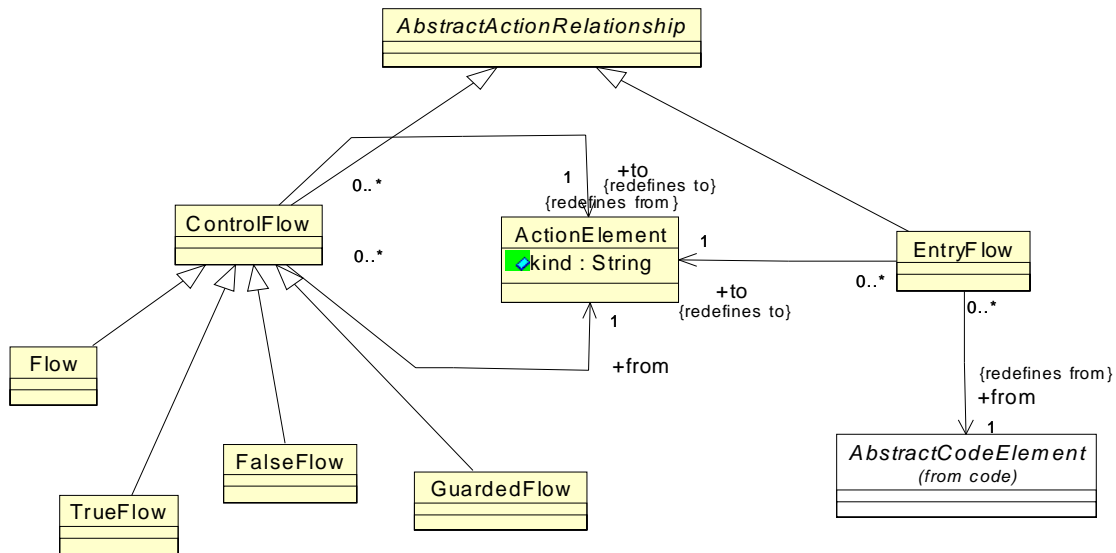 AbstractActionRelationship
0..*
1
+to
{redefines to}
{redefines from}
ControlFlow
0..*
ActionElement
kind : String
1
EntryFlow
0..*
+to
{redefines to}
0..*
1
+from
Flow
{redefines from}
+from
1
FalseFlow
GuardedFlow
TrueFlow
AbstractCodeElement
(from code)